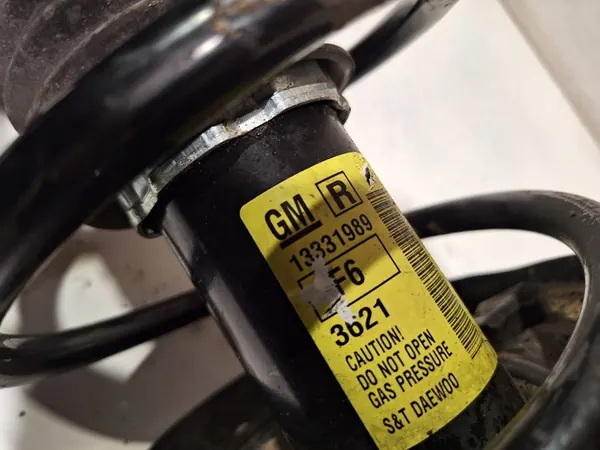 GM R
13331989
F6
3621
CAUTION!
DO NOT OPEN
GAS PRESSURE
S&T DAEWOO